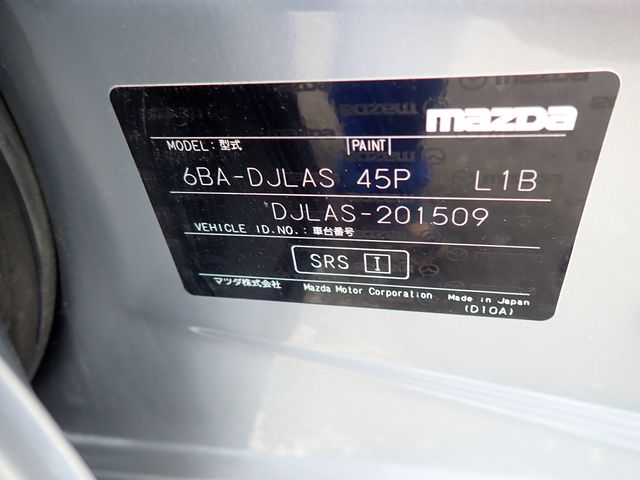 mazda
MODEL:型式 PAINT
6BA-DJLAS 45P L1B
DJLAS-201509
VEHICLE ID.NO.:車台番号
SRS I
マツダ株式会社 Mazda Motor Corporation Made in Japan
(D10A)